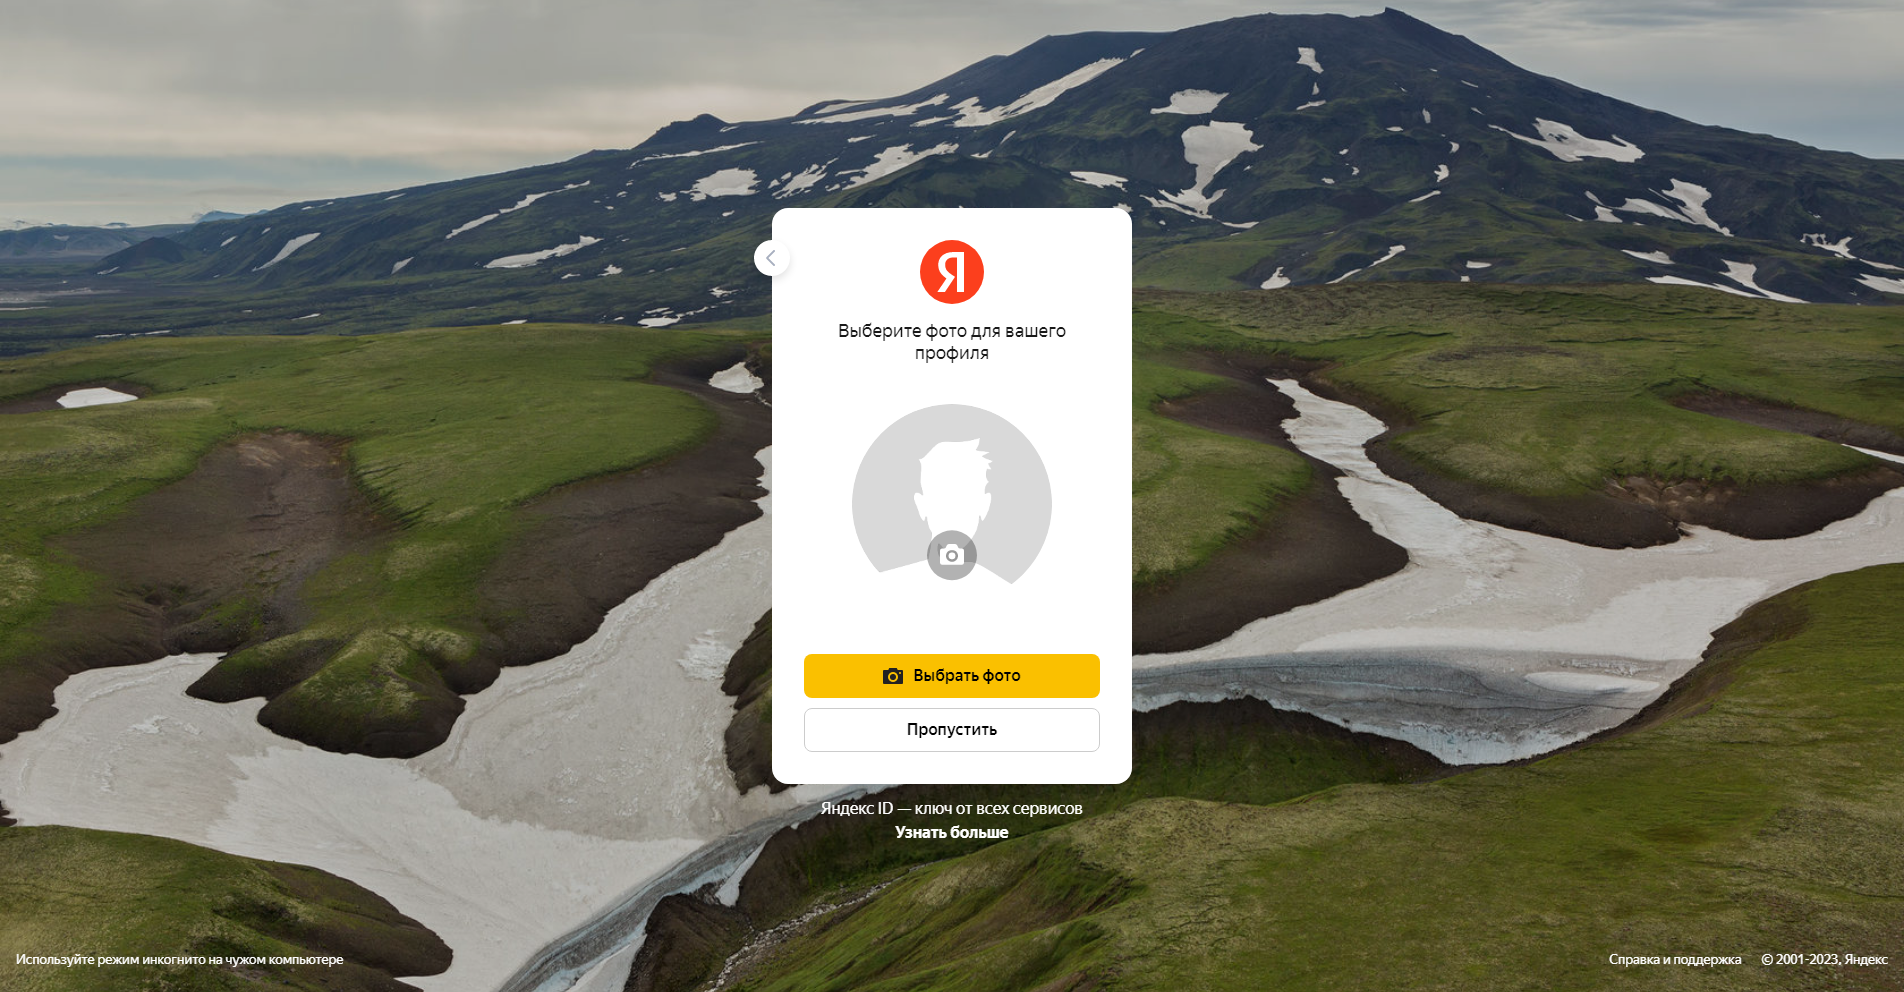 Я
Выберите фото для вашего
профиля
Выбрать фото
Пропустить
Яндекс ID — ключ от всех сервисов
Узнать больше
Используйте режим инкогнито на чужом компьютере
Справка и поддержка
© 2001-2023, Яндекс